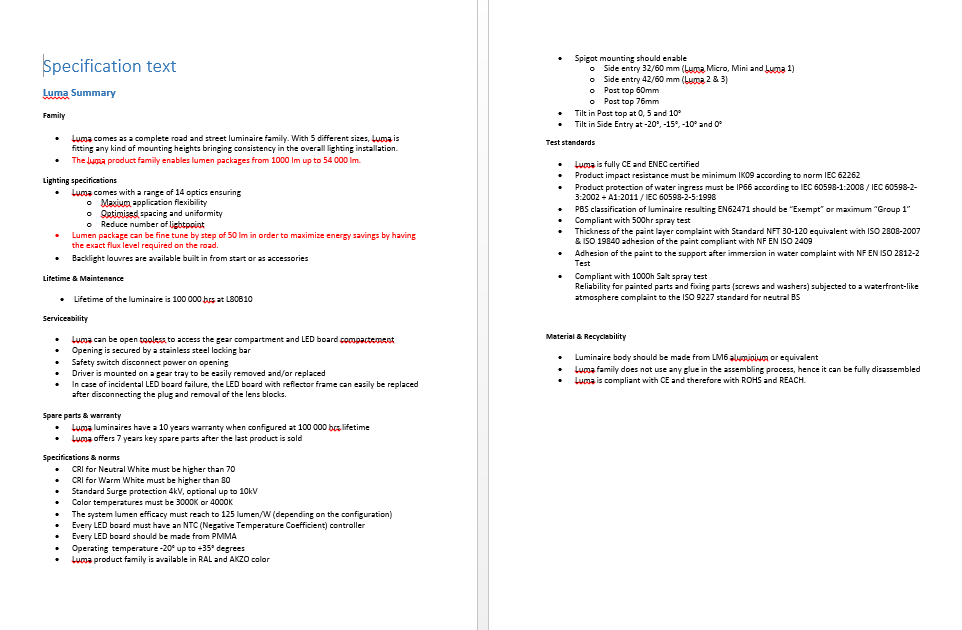 Specification text
Luma Summary
Family
• Luma comes as a complete road and street luminaire family. With 5 different sizes, Luma is
fitting any kind of mounting heights bringing consistency in the overall lighting installation.
• The luma product family enables lumen packages from 1000 lm up to 54 000 lm.
Lighting specifications
• Luma comes with a range of 14 optics ensuring
o Maxium application flexibility
o Optimised spacing and uniformity
o Reduce number of lightpoint
• Lumen package can be fine tune by step of 50 lm in order to maximize energy savings by having
the exact flux level required on the road.
• Backlight louvres are available built in from start or as accessories
Lifetime & Maintenance
• Lifetime of the luminaire is 100 000 hrs at L80B10
Serviceability
• Luma can be open tooless to access the gear compartment and LED board compartement
• Opening is secured by a stainless steel locking bar
• Safety switch disconnect power on opening
• Driver is mounted on a gear tray to be easily removed and/or replaced
• In case of incidental LED board failure, the LED board with reflector frame can easily be replaced
after disconnecting the plug and removal of the lens blocks.
Spare parts & warranty
• Luma luminaires have a 10 years warranty when configured at 100 000 hrs lifetime
• Luma offers 7 years key spare parts after the last product is sold
Specifications & norms
• CRI for Neutral White must be higher than 70
• CRI for Warm White must be higher than 80
• Standard Surge protection 4kV, optional up to 10kV
• Color temperatures must be 3000K or 4000K
• The system lumen efficacy must reach to 125 lumen/W (depending on the configuration)
• Every LED board must have an NTC (Negative Temperature Coefficient) controller
• Every LED board should be made from PMMA
• Operating temperature -20° up to +35° degrees
• Luma product family is available in RAL and AKZO color
• Spigot mounting should enable
o Side entry 32/60 mm (Luma Micro, Mini and Luma 1)
o Side entry 42/60 mm (Luma 2 & 3)
o Post top 60mm
o Post top 76mm
• Tilt in Post top at 0, 5 and 10°
• Tilt in Side Entry at -20°, -15°, -10° and 0°
Test standards
• Luma is fully CE and ENEC certified
• Product impact resistance must be minimum IK09 according to norm IEC 62262
• Product protection of water ingress must be IP66 according to IEC 60598-1:2008 / IEC 60598-2-
3:2002 + A1:2011 / IEC 60598-2-5:1998
• PBS classification of luminaire resulting EN62471 should be “Exempt” or maximum “Group 1”
• Compliant with 500hr spray test
• Thickness of the paint layer complaint with Standard NFT 30-120 equivalent with ISO 2808-2007
& ISO 19840 adhesion of the paint compliant with NF EN ISO 2409
• Adhesion of the paint to the support after immersion in water complaint with NF EN ISO 2812-2
Test
• Compliant with 1000h Salt spray test
Reliability for painted parts and fixing parts (screws and washers) subjected to a waterfront-like
atmosphere complaint to the ISO 9227 standard for neutral BS
Material & Recyclability
• Luminaire body should be made from LM6 aluminium or equivalent
• Luma family does not use any glue in the assembling process, hence it can be fully disassembled
• Luma is compliant with CE and therefore with ROHS and REACH.